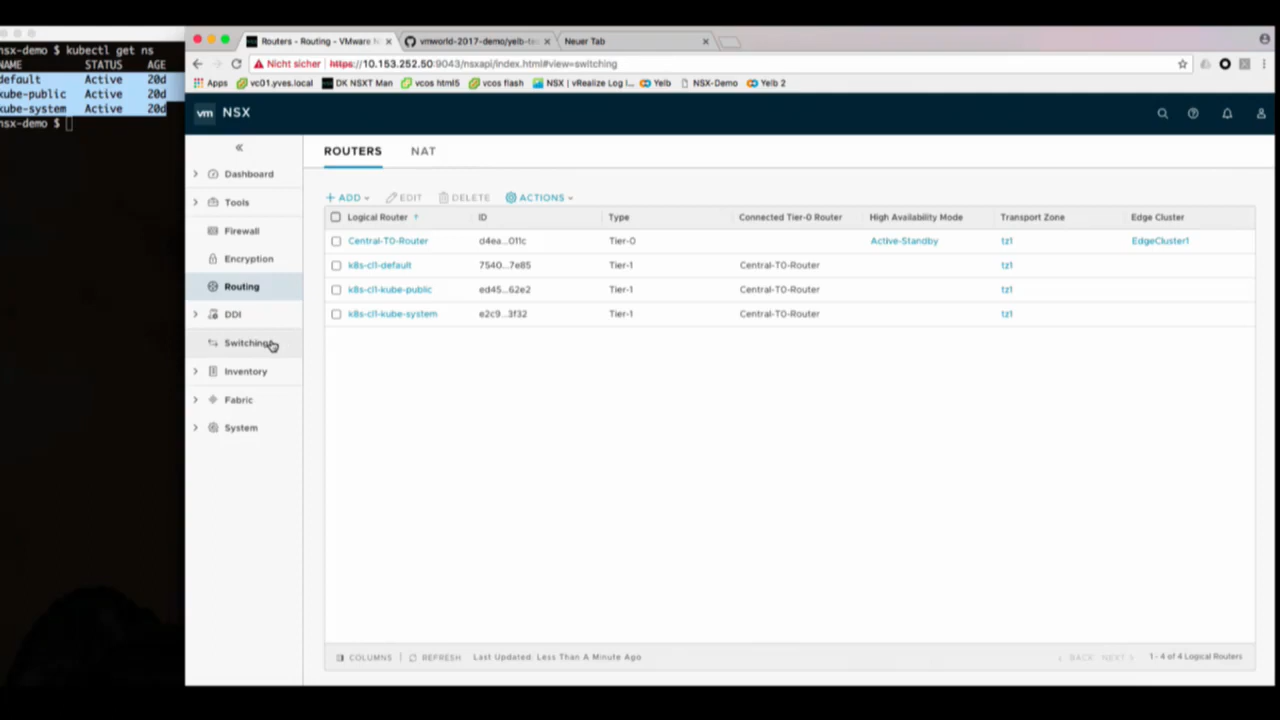 nsx-demo $ kubectl get ns
NAME STATUS AGE
default Active 20d
kube-public Active 20d
kube-system Active 20d
nsx-demo $
Routers - Routing - VMware N
vmworld-2017-demo/yelb-
Neuer Tab
Nicht sicher https://10.153.252.50:9043/nsxapi/index.html#view=switching
Apps vc01.yves.local DK NSXT Man vcos html5 vcos flash NSX | vRealize Log I... Yelb NSX-Demo Yelb 2
vm NSX
«
Dashboard
Tools
Firewall
Encryption
Routing
DDI
Switching
Inventory
Fabric
System
ROUTERS NAT
+ ADD EDIT DELETE ACTIONS
Logical Router ↑ ID Type Connected Tier-0 Router High Availability Mode Transport Zone Edge Cluster
Central-T0-Router d4ea...011c Tier-0 Active-Standby tz1 EdgeCluster1
k8s-cl1-default 7540...7e85 Tier-1 Central-T0-Router tz1
k8s-cl1-kube-public ed45...62e2 Tier-1 Central-T0-Router tz1
k8s-cl1-kube-system e2c9...3f32 Tier-1 Central-T0-Router tz1
COLUMNS | REFRESH Last Updated: Less Than A Minute Ago
BACK NEXT 1 - 4 of 4 Logical Routers